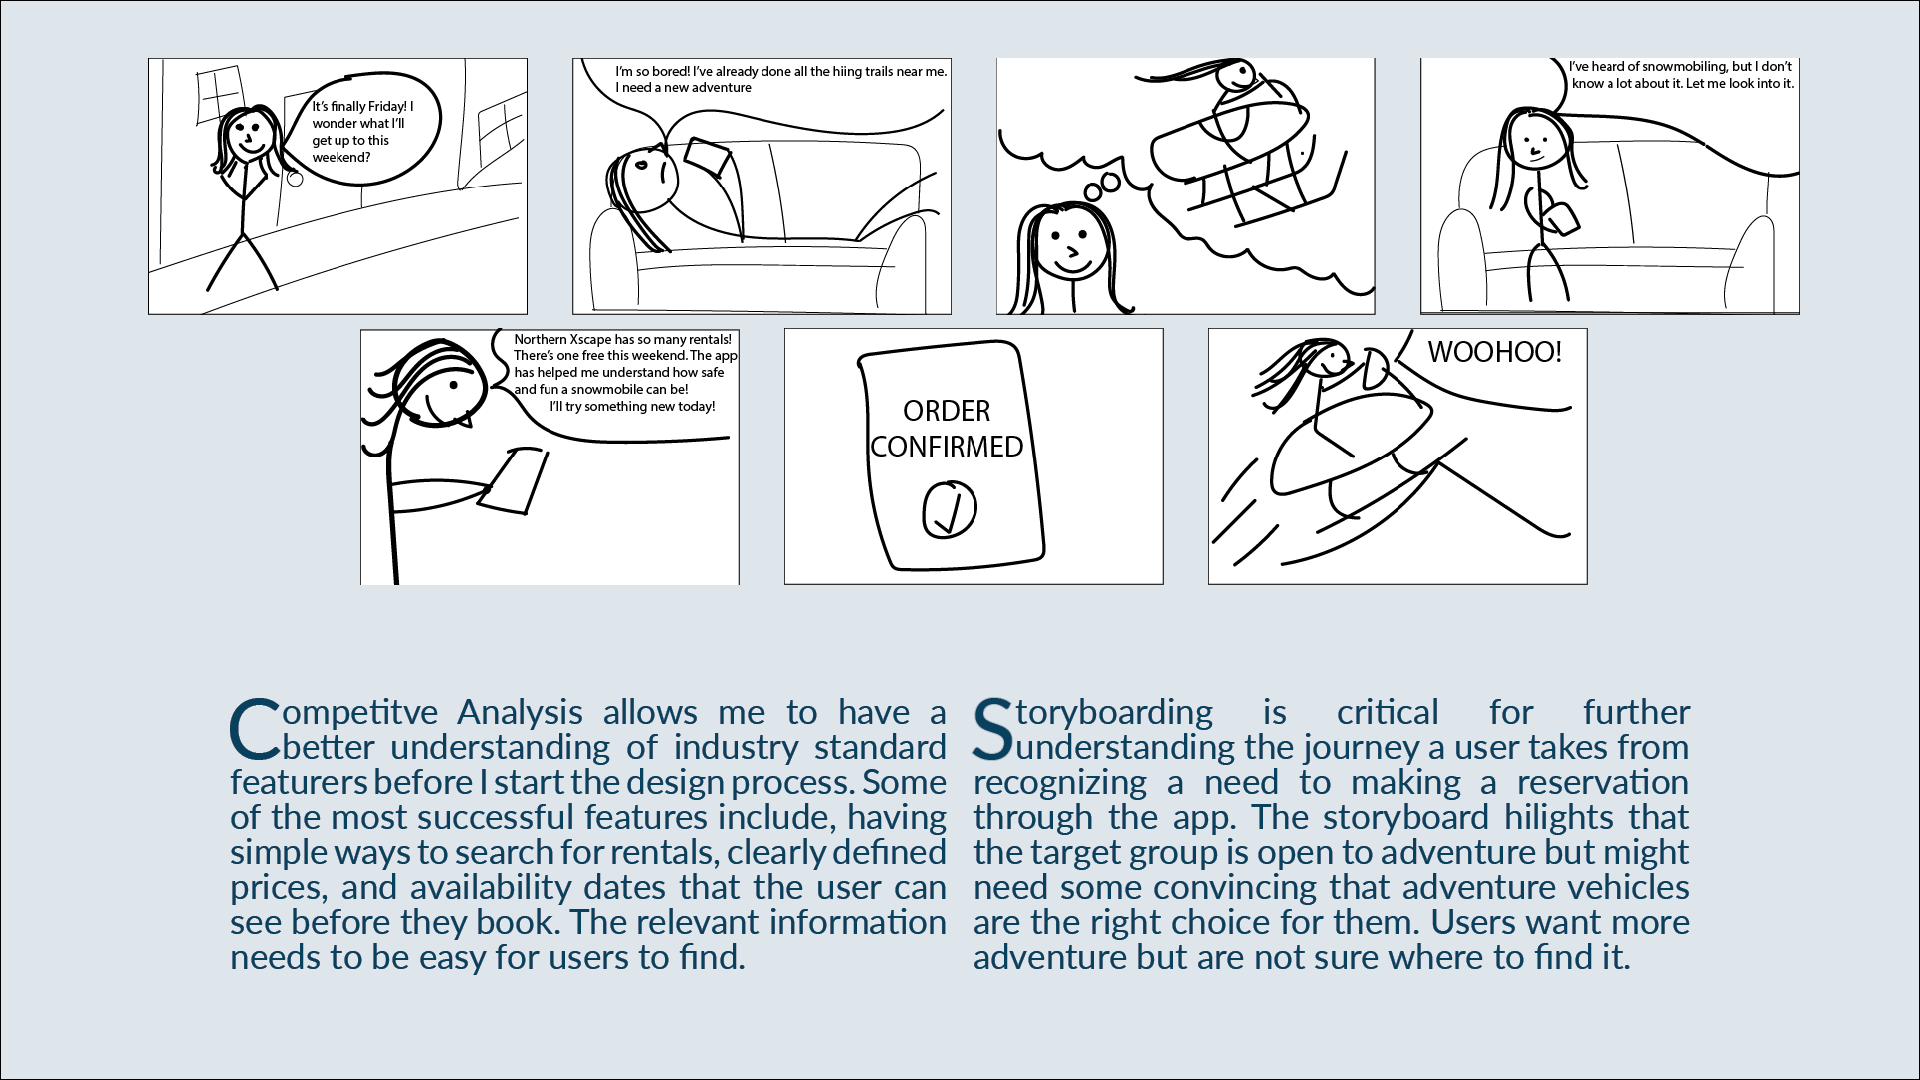 It's finally Friday! I
wonder what I'll
get up to this
weekend?
I'm so bored! I've already done all the hiing trails near me.
I need a new adventure
I've heard of snowmobiling, but I don't
know a lot about it. Let me look into it.
Northern Xscape has so many rentals!
There's one free this weekend. The app
has helped me understand how safe
and fun a snowmobile can be!
I'll try something new today!
ORDER
CONFIRMED
WOOHOO!
Competitve Analysis allows me to have a
better understanding of industry standard
featurers before I start the design process. Some
of the most successful features include, having
simple ways to search for rentals, clearly defined
prices, and availability dates that the user can
see before they book. The relevant information
needs to be easy for users to find.
Storyboarding is critical for further
understanding the journey a user takes from
recognizing a need to making a reservation
through the app. The storyboard hilights that
the target group is open to adventure but might
need some convincing that adventure vehicles
are the right choice for them. Users want more
adventure but are not sure where to find it.